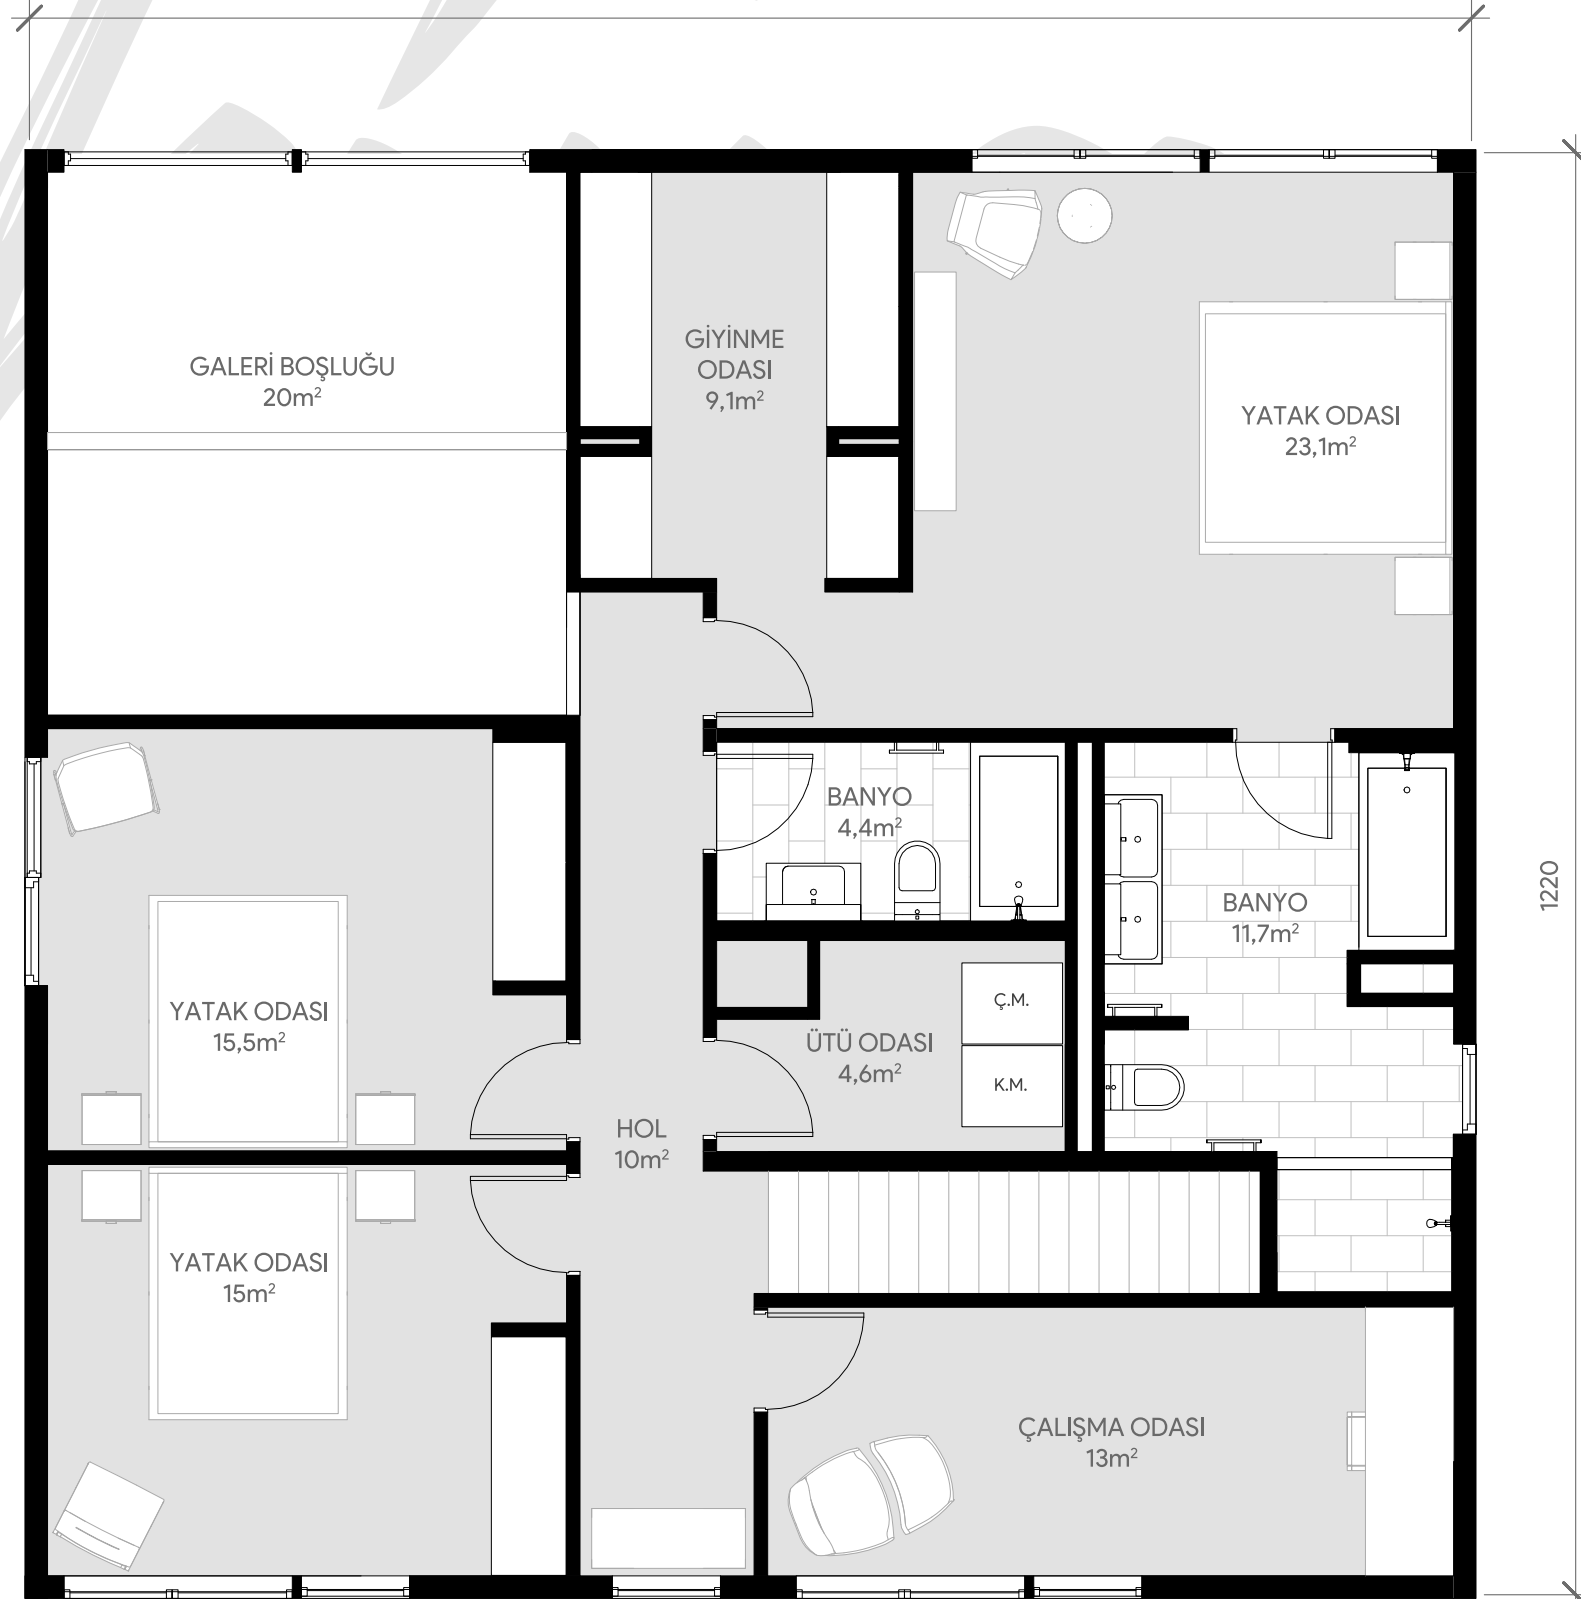 GİYİNME
ODASI
9,1m²
GALERİ BOŞLUĞU
20m²
YATAK ODASI
23,1m²
BANYO
4,4m²
1220
BANYO
11,7m²
YATAK ODASI
15,5m²
Ç.M.
ÜTÜ ODASI
4,6m²
K.M.
HOL
10m²
YATAK ODASI
15m²
ÇALIŞMA ODASI
13m²